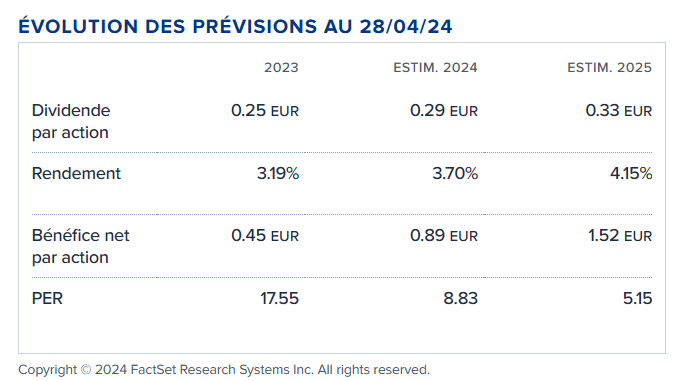 ÉVOLUTION DES PRÉVISIONS AU 28/04/24
2023 ESTIM. 2024 ESTIM. 2025
Dividende 0.25 EUR 0.29 EUR 0.33 EUR
par action
Rendement 3.19% 3.70% 4.15%
Bénéfice net 0.45 EUR 0.89 EUR 1.52 EUR
par action
PER 17.55 8.83 5.15
Copyright © 2024 FactSet Research Systems Inc. All rights reserved.